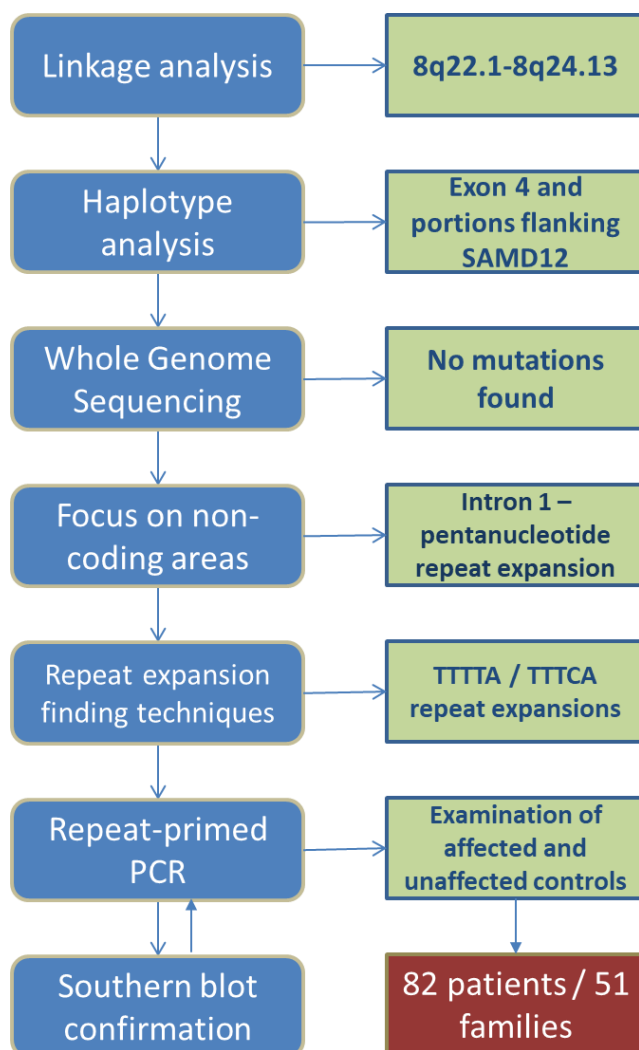 Linkage analysis
8q22.1-8q24.13
Haplotype
analysis
Exon 4 and
portions flanking
SAMD12
Whole Genome
Sequencing
No mutations
found
Focus on non-
coding areas
Intron 1 –
pentanucleotide
repeat expansion
Repeat expansion
finding techniques
TTTTA / TTTCA
repeat expansions
Repeat-primed
PCR
Examination of
affected and
unaffected controls
Southern blot
confirmation
82 patients / 51
families